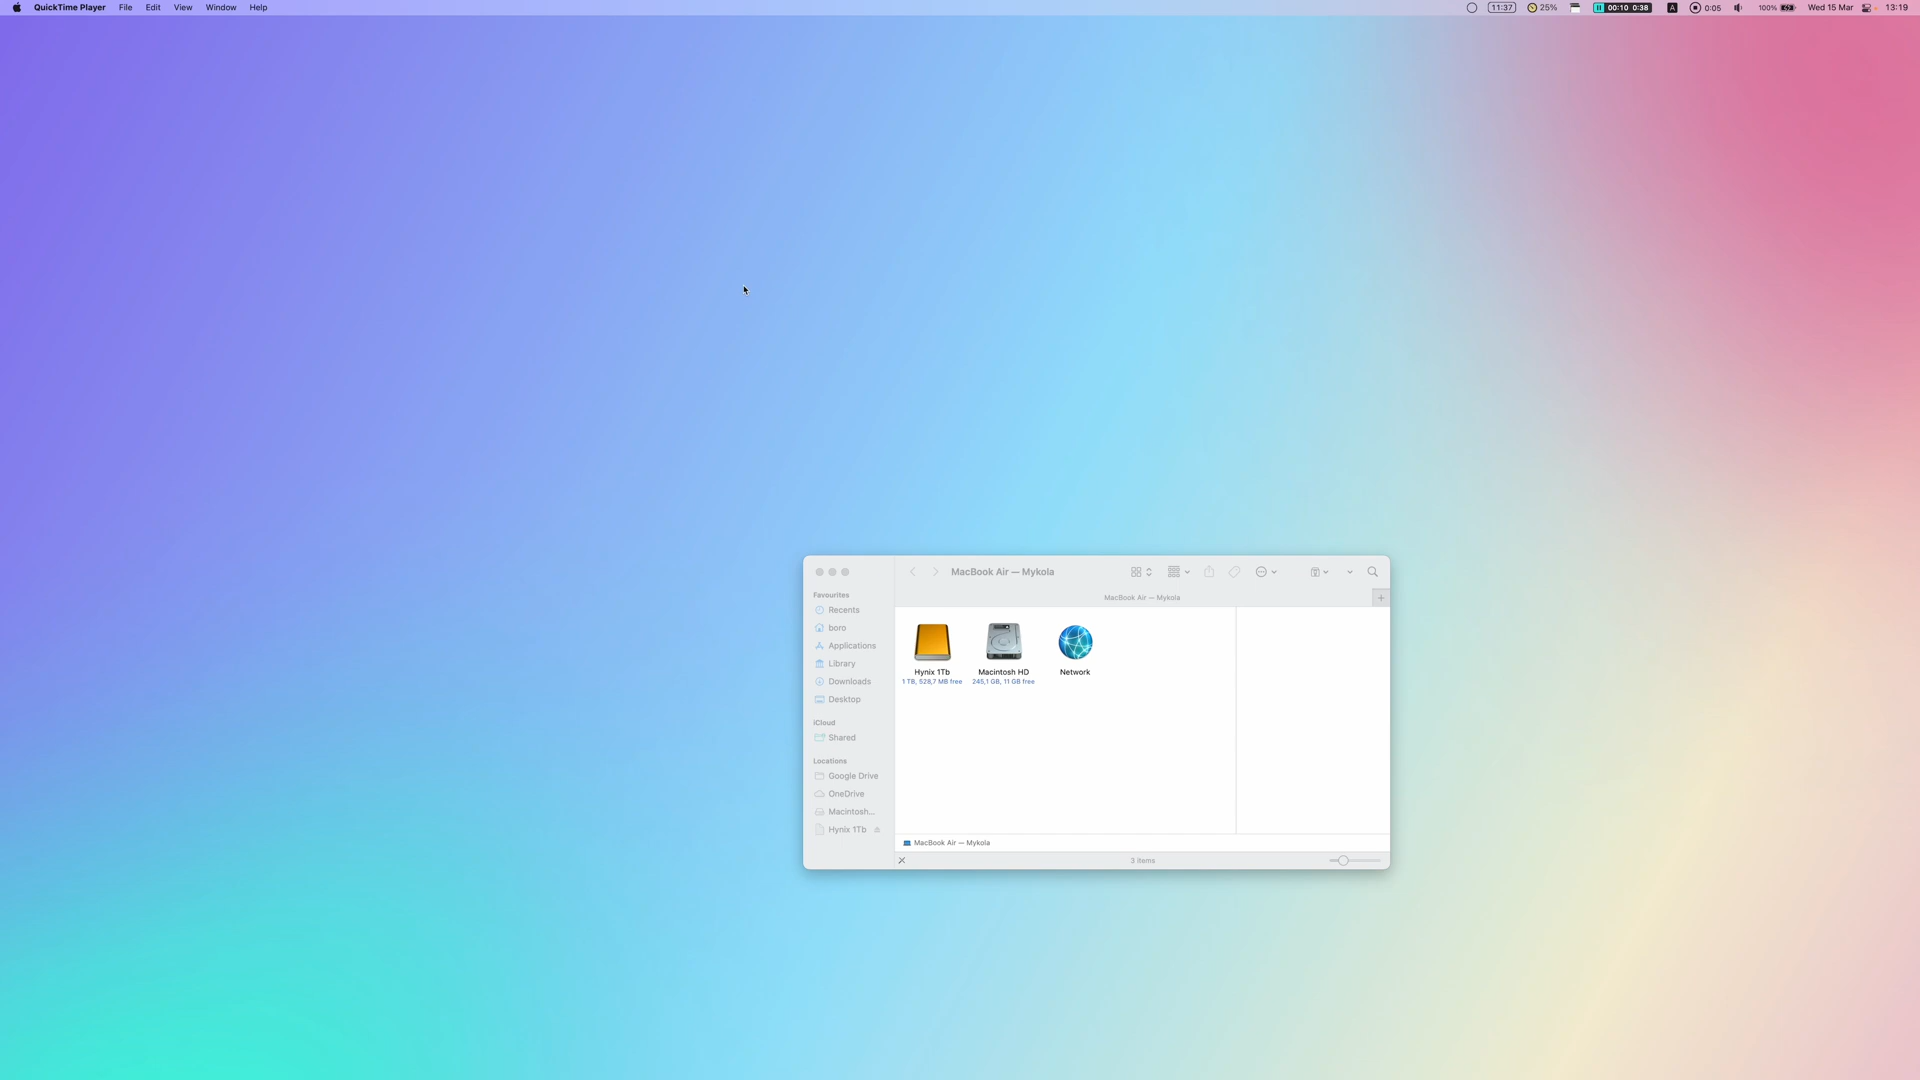 QuickTime Player File Edit View Window Help
11:37 25% 00:10 0:38 A 0:05 100% Wed 15 Mar 13:19
MacBook Air — Mykola
MacBook Air — Mykola
Favourites
Recents
boro
Applications
Library
Downloads
Desktop
iCloud
Shared
Locations
Google Drive
OneDrive
Macintosh...
Hynix 1Tb
Hynix 1Tb
1 TB, 528,7 MB free
Macintosh HD
245,1 GB, 11 GB free
Network
MacBook Air — Mykola
3 items